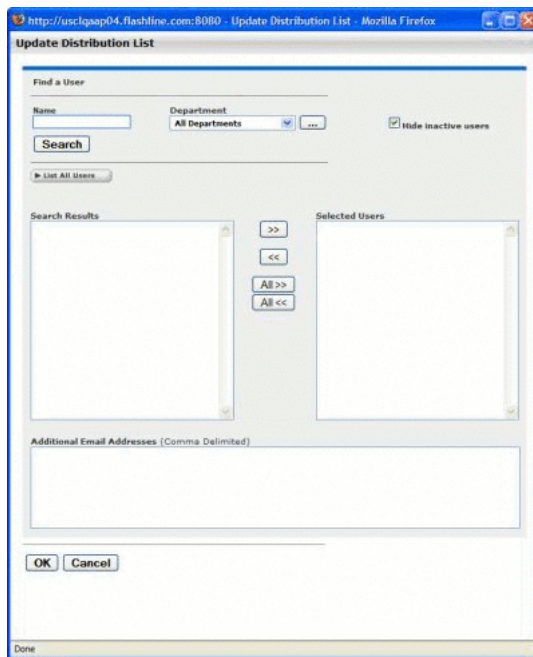 http://usclqaap04.flashline.com:8080 - Update Distribution List - Mozilla Firefox
Update Distribution List
Find a User
Name Department
All Departments ... Hide inactive users
Search
List All Users
Search Results Selected Users
>>
<<
All >>
All <<
Additional Email Addresses (Comma Delimited)
OK Cancel
Done